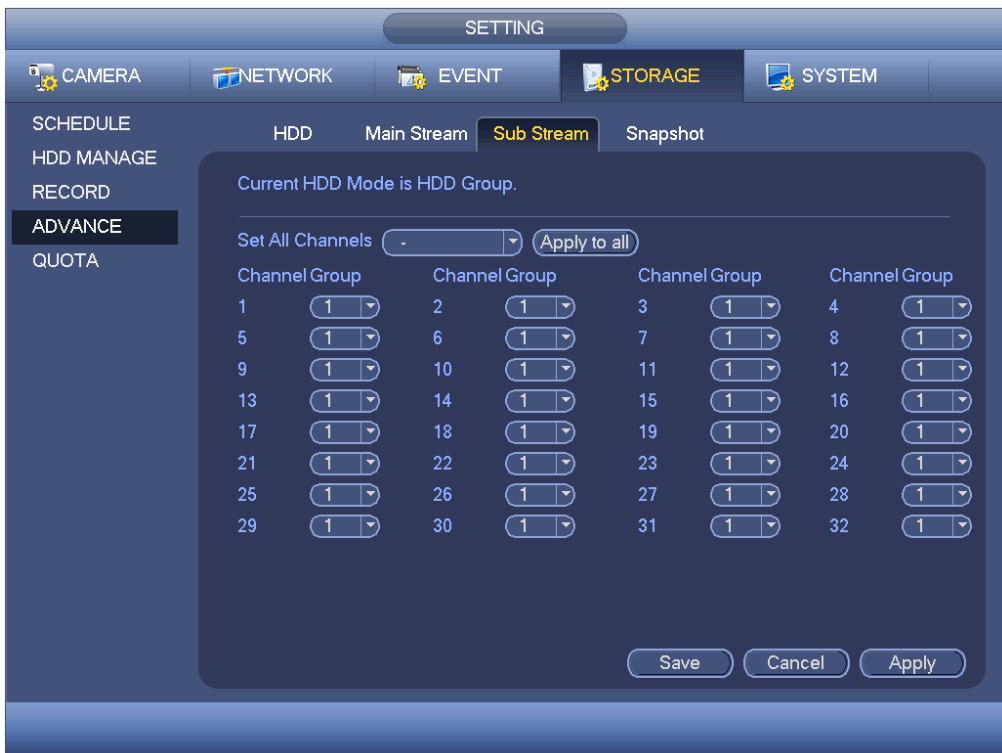 SETTING
CAMERA NETWORK EVENT STORAGE SYSTEM
SCHEDULE
HDD MANAGE
RECORD
ADVANCE
QUOTA
HDD Main Stream Sub Stream Snapshot
Current HDD Mode is HDD Group.
Set All Channels - Apply to all
Channel Group Channel Group Channel Group Channel Group
1 1 2 1 3 1 4 1
5 1 6 1 7 1 8 1
9 1 10 1 11 1 12 1
13 1 14 1 15 1 16 1
17 1 18 1 19 1 20 1
21 1 22 1 23 1 24 1
25 1 26 1 27 1 28 1
29 1 30 1 31 1 32 1
Save Cancel Apply